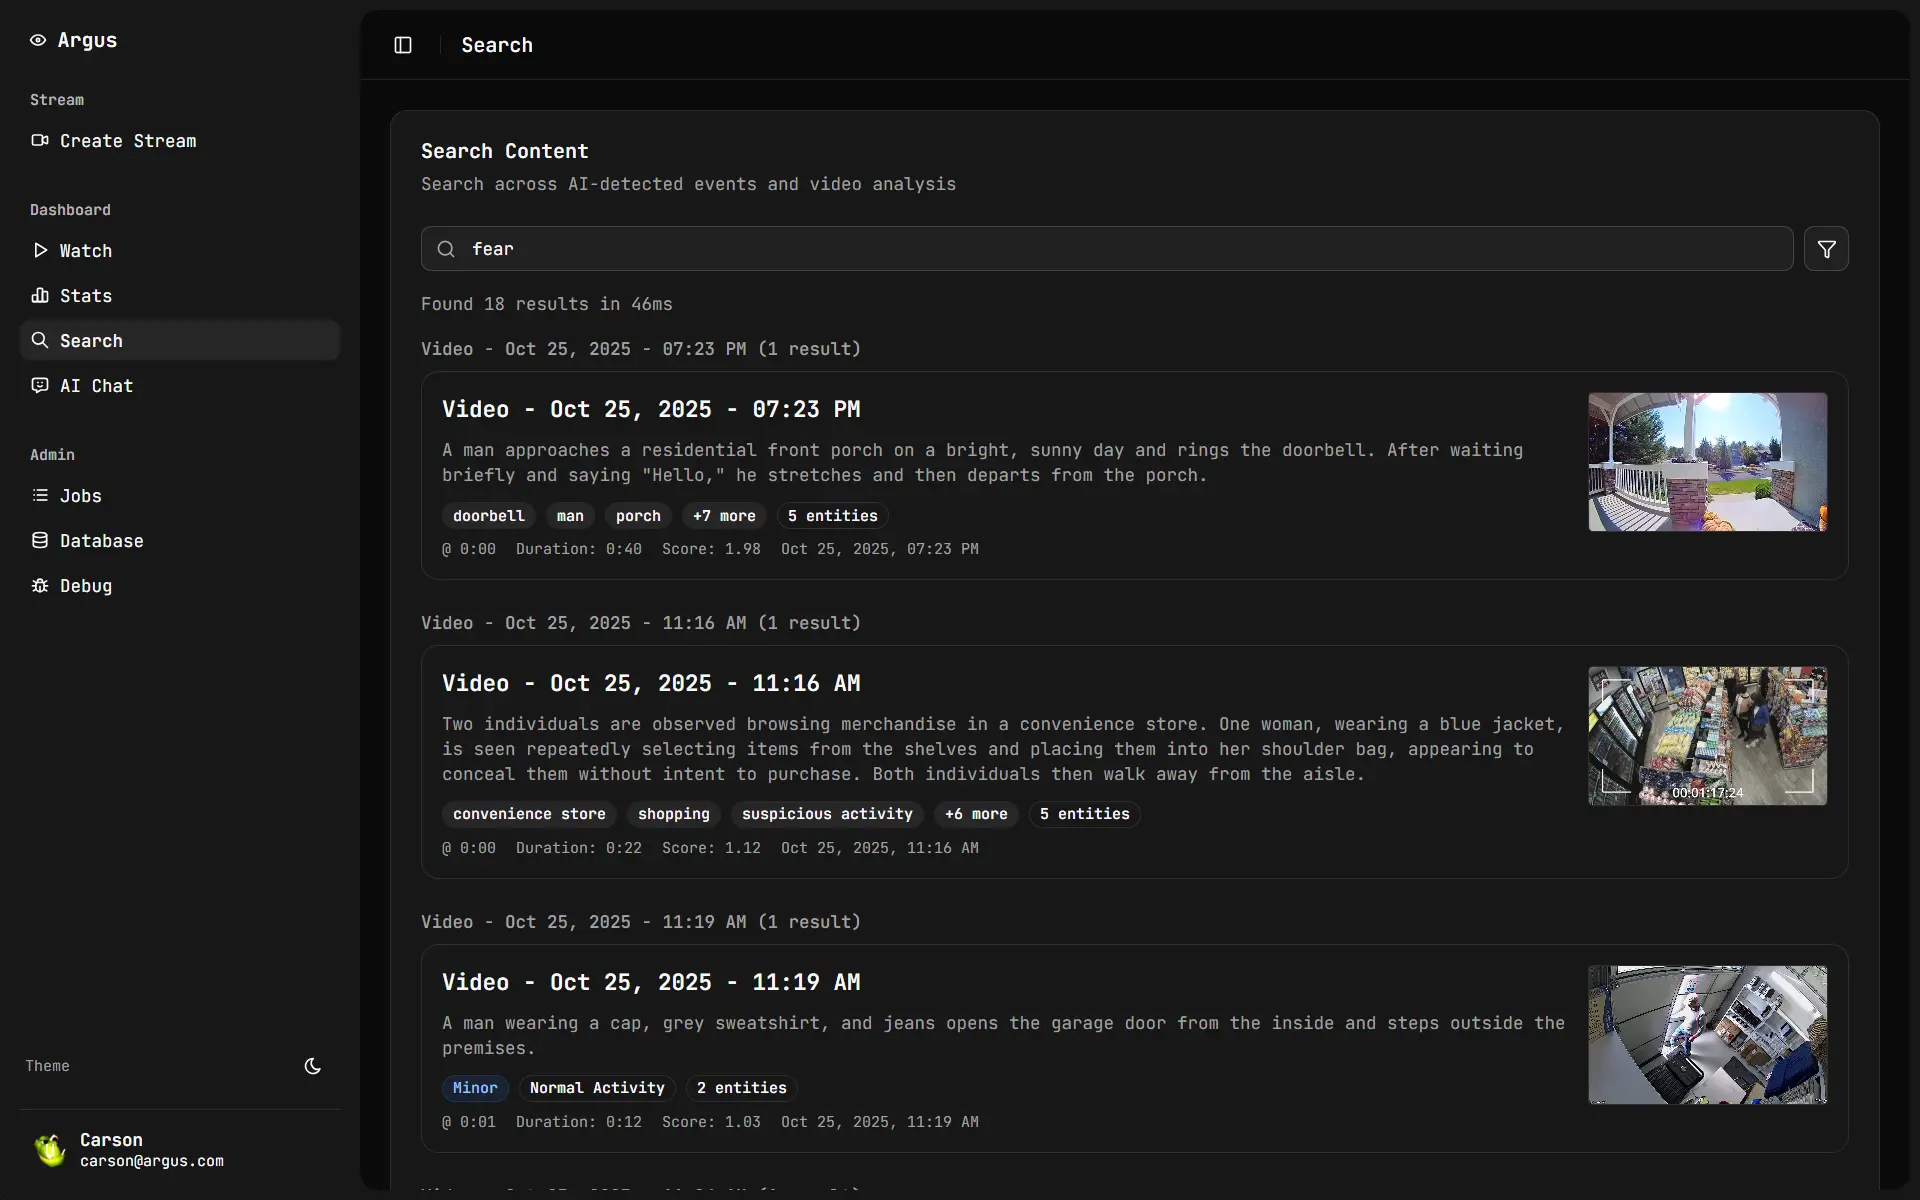 Argus
Stream
Create Stream
Dashboard
Watch
Stats
Search
AI Chat
Admin
Jobs
Database
Debug
Theme
Carson
carson@argus.com
Search
Search Content
Search across AI-detected events and video analysis
fear
Found 18 results in 46ms
Video - Oct 25, 2025 - 07:23 PM (1 result)
Video - Oct 25, 2025 - 07:23 PM
A man approaches a residential front porch on a bright, sunny day and rings the doorbell. After waiting
briefly and saying "Hello," he stretches and then departs from the porch.
doorbell man porch +7 more 5 entities
@ 0:00 Duration: 0:40 Score: 1.98 Oct 25, 2025, 07:23 PM
Video - Oct 25, 2025 - 11:16 AM (1 result)
Video - Oct 25, 2025 - 11:16 AM
Two individuals are observed browsing merchandise in a convenience store. One woman, wearing a blue jacket,
is seen repeatedly selecting items from the shelves and placing them into her shoulder bag, appearing to
conceal them without intent to purchase. Both individuals then walk away from the aisle.
convenience store shopping suspicious activity +6 more 5 entities
@ 0:00 Duration: 0:22 Score: 1.12 Oct 25, 2025, 11:16 AM
00:01:17:24
Video - Oct 25, 2025 - 11:19 AM (1 result)
Video - Oct 25, 2025 - 11:19 AM
A man wearing a cap, grey sweatshirt, and jeans opens the garage door from the inside and steps outside the
premises.
Minor Normal Activity 2 entities
@ 0:01 Duration: 0:12 Score: 1.03 Oct 25, 2025, 11:19 AM